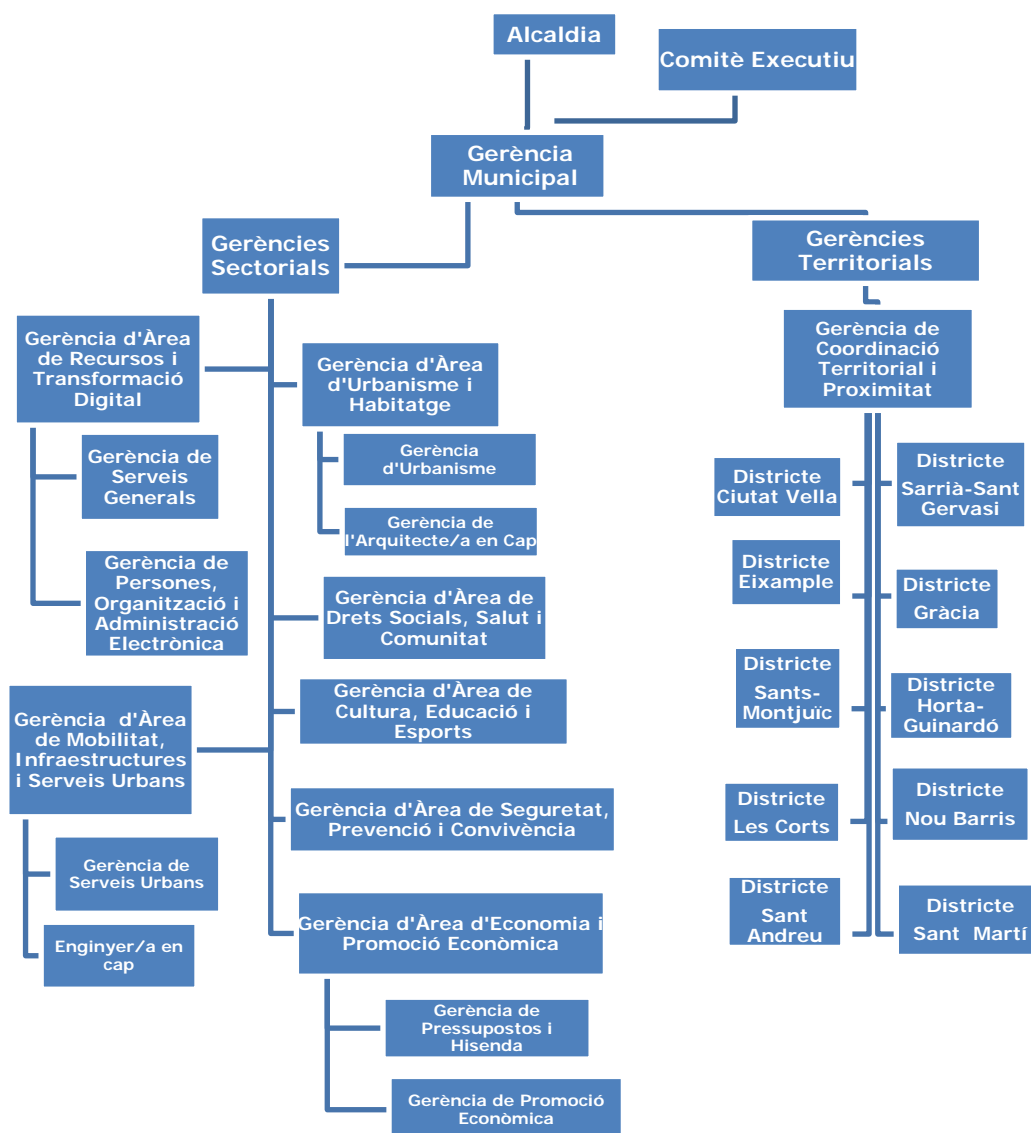 Alcaldia
Comitè Executiu
Gerència
Municipal
Gerències
Sectorials
Gerències
Territorials
Gerència d'Àrea
de Recursos i
Transformació
Digital
Gerència de
Serveis
Generals
Gerència de
Persones,
Organització i
Administració
Electrònica
Gerència  d'Àrea
de Mobilitat,
Infraestructures
i Serveis Urbans
Gerència de
Serveis Urbans
Enginyer/a en
cap
Gerència d'Àrea
d'Urbanisme i
Habitatge
Gerència
d'Urbanisme
Gerència de
l'Arquitecte/a en Cap
Gerència d'Àrea de
Drets Socials, Salut i
Comunitat
Gerència d'Àrea de
Cultura, Educació i
Esports
Gerència d'Àrea de Seguretat,
Prevenció i Convivència
Gerència d'Àrea d'Economia i
Promoció Econòmica
Gerència de
Pressupostos i
Hisenda
Gerència de Promoció
Econòmica
Gerència de
Coordinació
Territorial i
Proximitat
Districte
Ciutat Vella
Districte
Sarrià-Sant
Gervasi
Districte
Eixample
Districte
Gràcia
Districte
Sants-
Montjuïc
Districte
Horta-
Guinardó
Districte
Les Corts
Districte
Nou Barris
Districte
Sant
Andreu
Districte
Sant  Martí